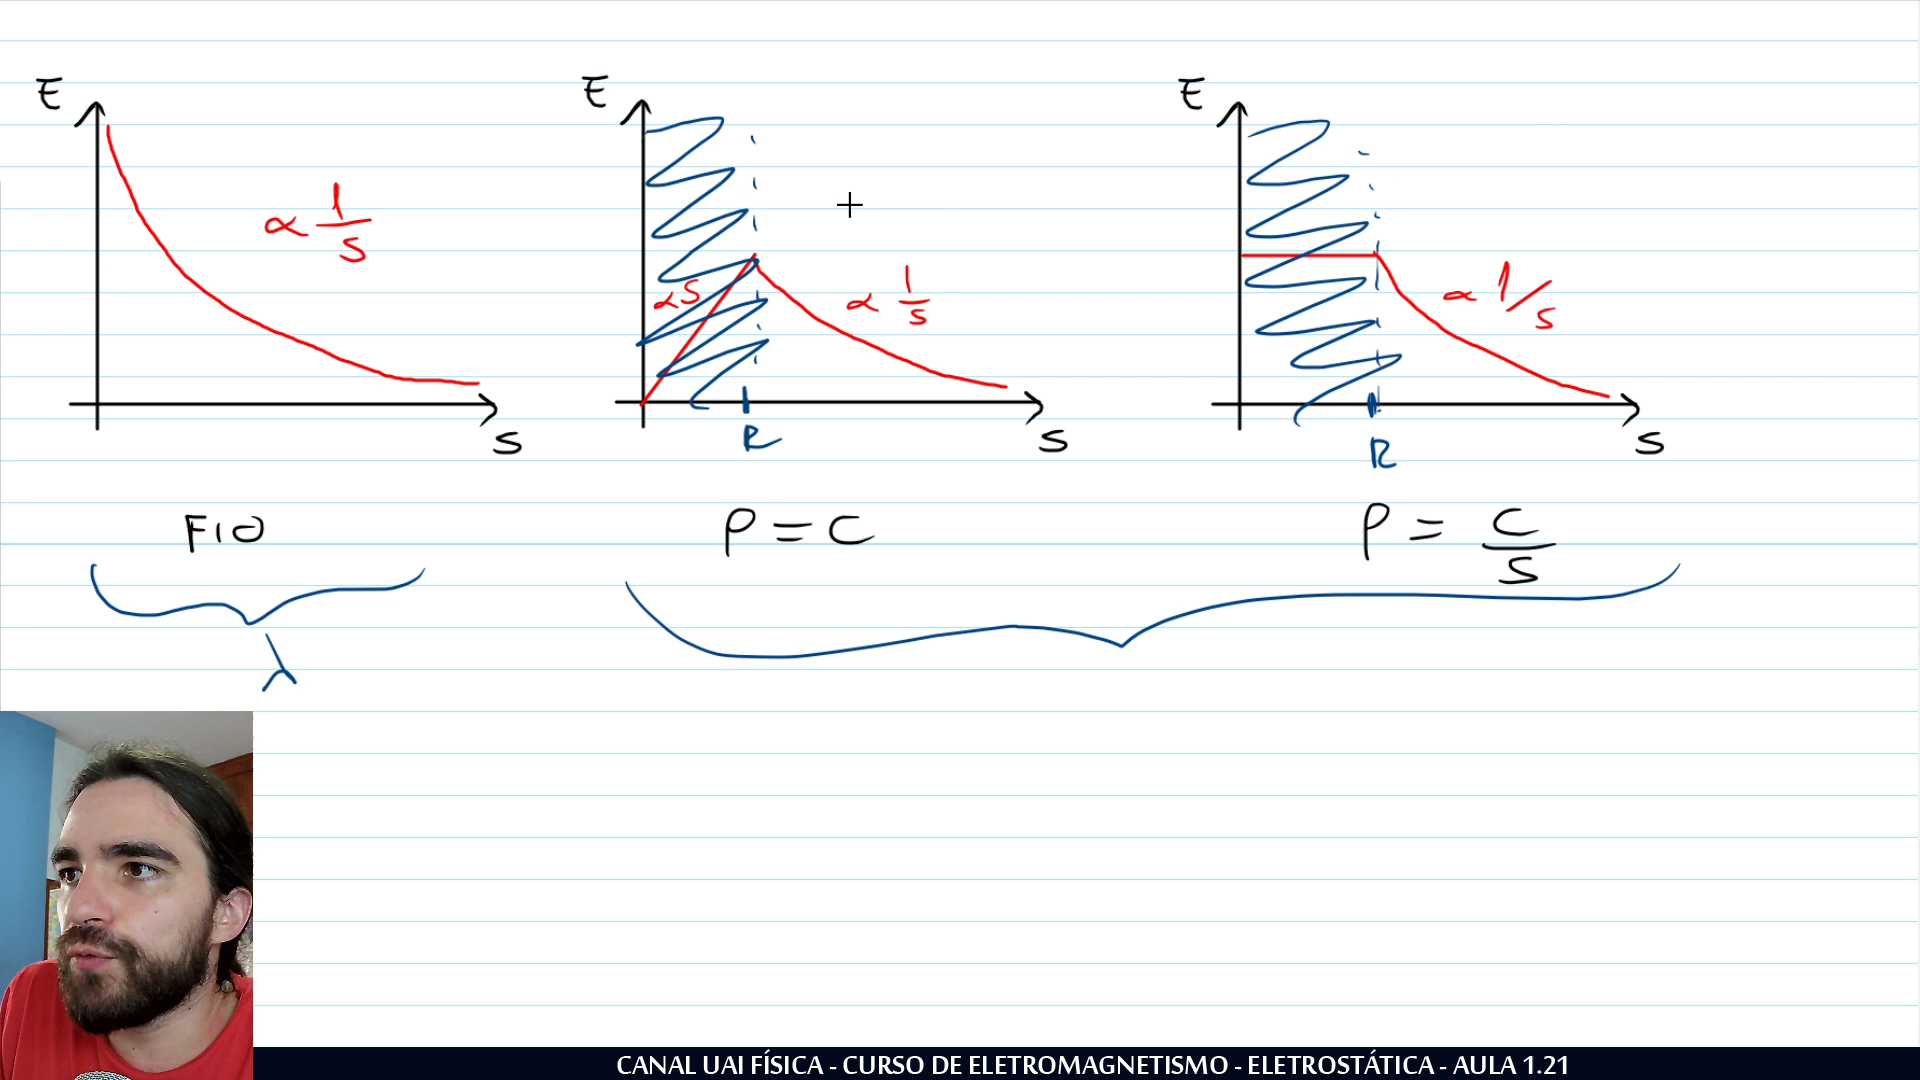 E
∝ 1/s
S
FIO
λ
E
∝ S
∝ 1/s
R
S
ρ = C
E
∝ 1/s
R
S
ρ = C/S
CANAL UAI FÍSICA - CURSO DE ELETROMAGNETISMO - ELETROSTÁTICA - AULA 1.21